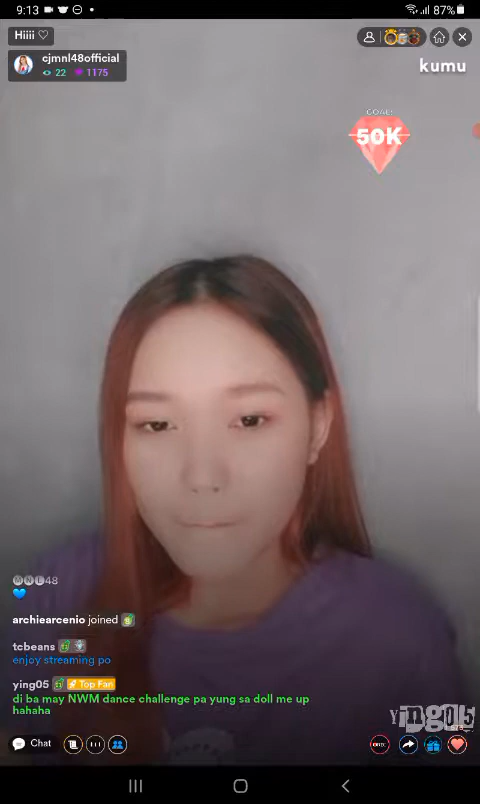 9:13
87%
Hiiii ♡
cjmnl48official
22 1175
kumu
GOAL:
50K
MNL48
💙
archiearcenio joined
tcbeans
enjoy streaming po
ying05 Top Fan
di ba may NWM dance challenge pa yung sa doll me up
hahaha
Ying05
Chat